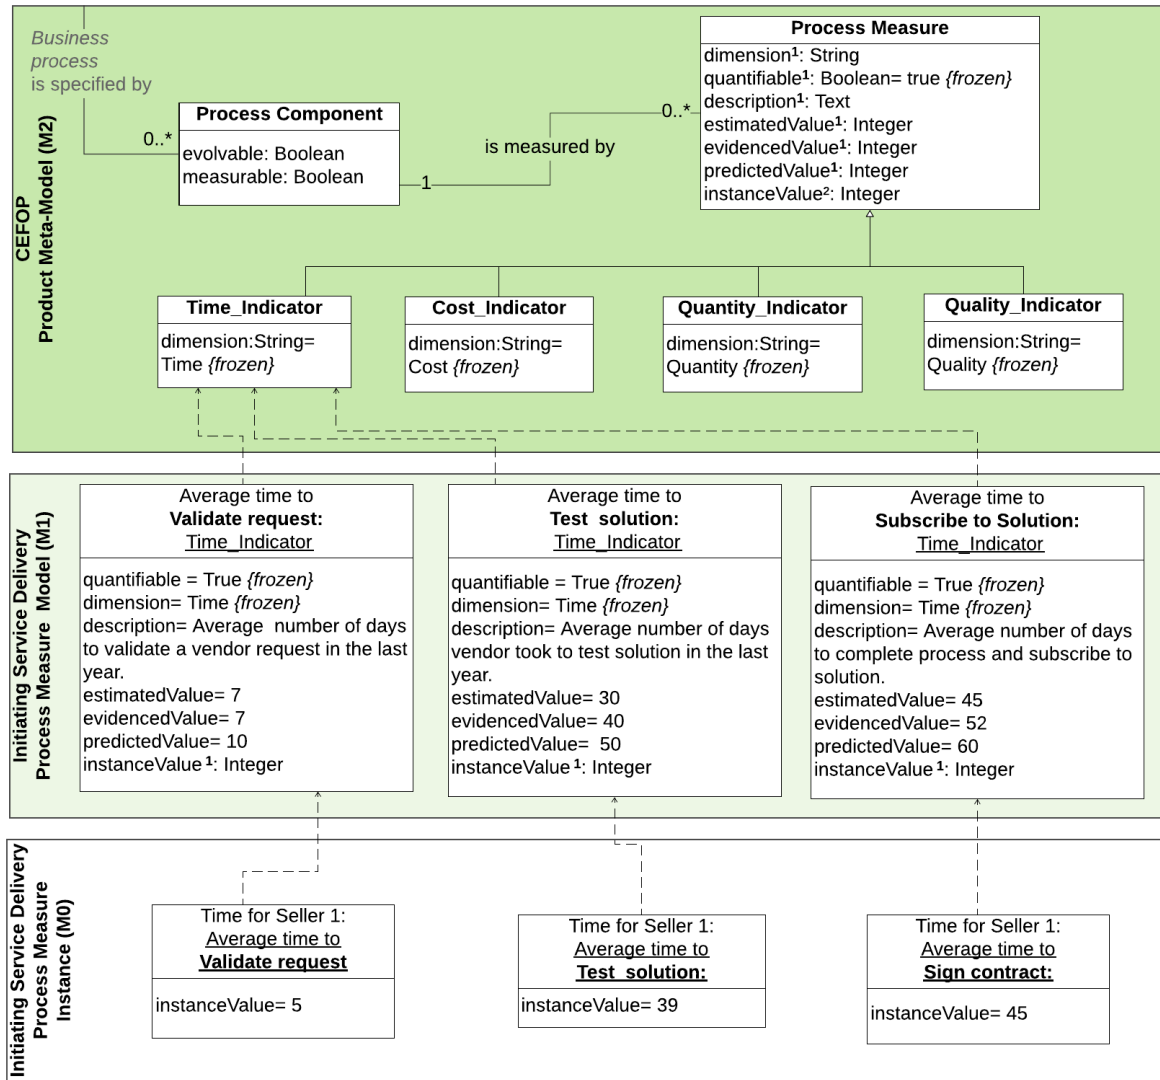 Business
process
is specified by
0..*
CEFOP
Product Meta-Model (M2)
Process Component
evolvable: Boolean
measurable: Boolean
1
is measured by
0..*
Process Measure
dimension¹: String
quantifiable¹: Boolean= true {frozen}
description¹: Text
estimatedValue¹: Integer
evidencedValue¹: Integer
predictedValue¹: Integer
instanceValue²: Integer
Time_Indicator
dimension:String=
Time {frozen}
Cost_Indicator
dimension:String=
Cost {frozen}
Quantity_Indicator
dimension:String=
Quantity {frozen}
Quality_Indicator
dimension:String=
Quality {frozen}
Initiating Service Delivery
Process Measure Model (M1)
Average time to
Validate request:
Time_Indicator
quantifiable = True {frozen}
dimension= Time {frozen}
description= Average number of days
to validate a vendor request in the last
year.
estimatedValue= 7
evidencedValue= 7
predictedValue= 10
instanceValue ¹: Integer
Average time to
Test solution:
Time_Indicator
quantifiable = True {frozen}
dimension= Time {frozen}
description= Average number of days
vendor took to test solution in the last
year.
estimatedValue= 30
evidencedValue= 40
predictedValue= 50
instanceValue ¹: Integer
Average time to
Subscribe to Solution:
Time_Indicator
quantifiable = True {frozen}
dimension= Time {frozen}
description= Average number of days
to complete process and subscribe to
solution.
estimatedValue= 45
evidencedValue= 52
predictedValue= 60
instanceValue ¹: Integer
Initiating Service Delivery
Process Measure
Instance (M0)
Time for Seller 1:
Average time to
Validate request
instanceValue= 5
Time for Seller 1:
Average time to
Test solution:
instanceValue= 39
Time for Seller 1:
Average time to
Sign contract:
instanceValue= 45